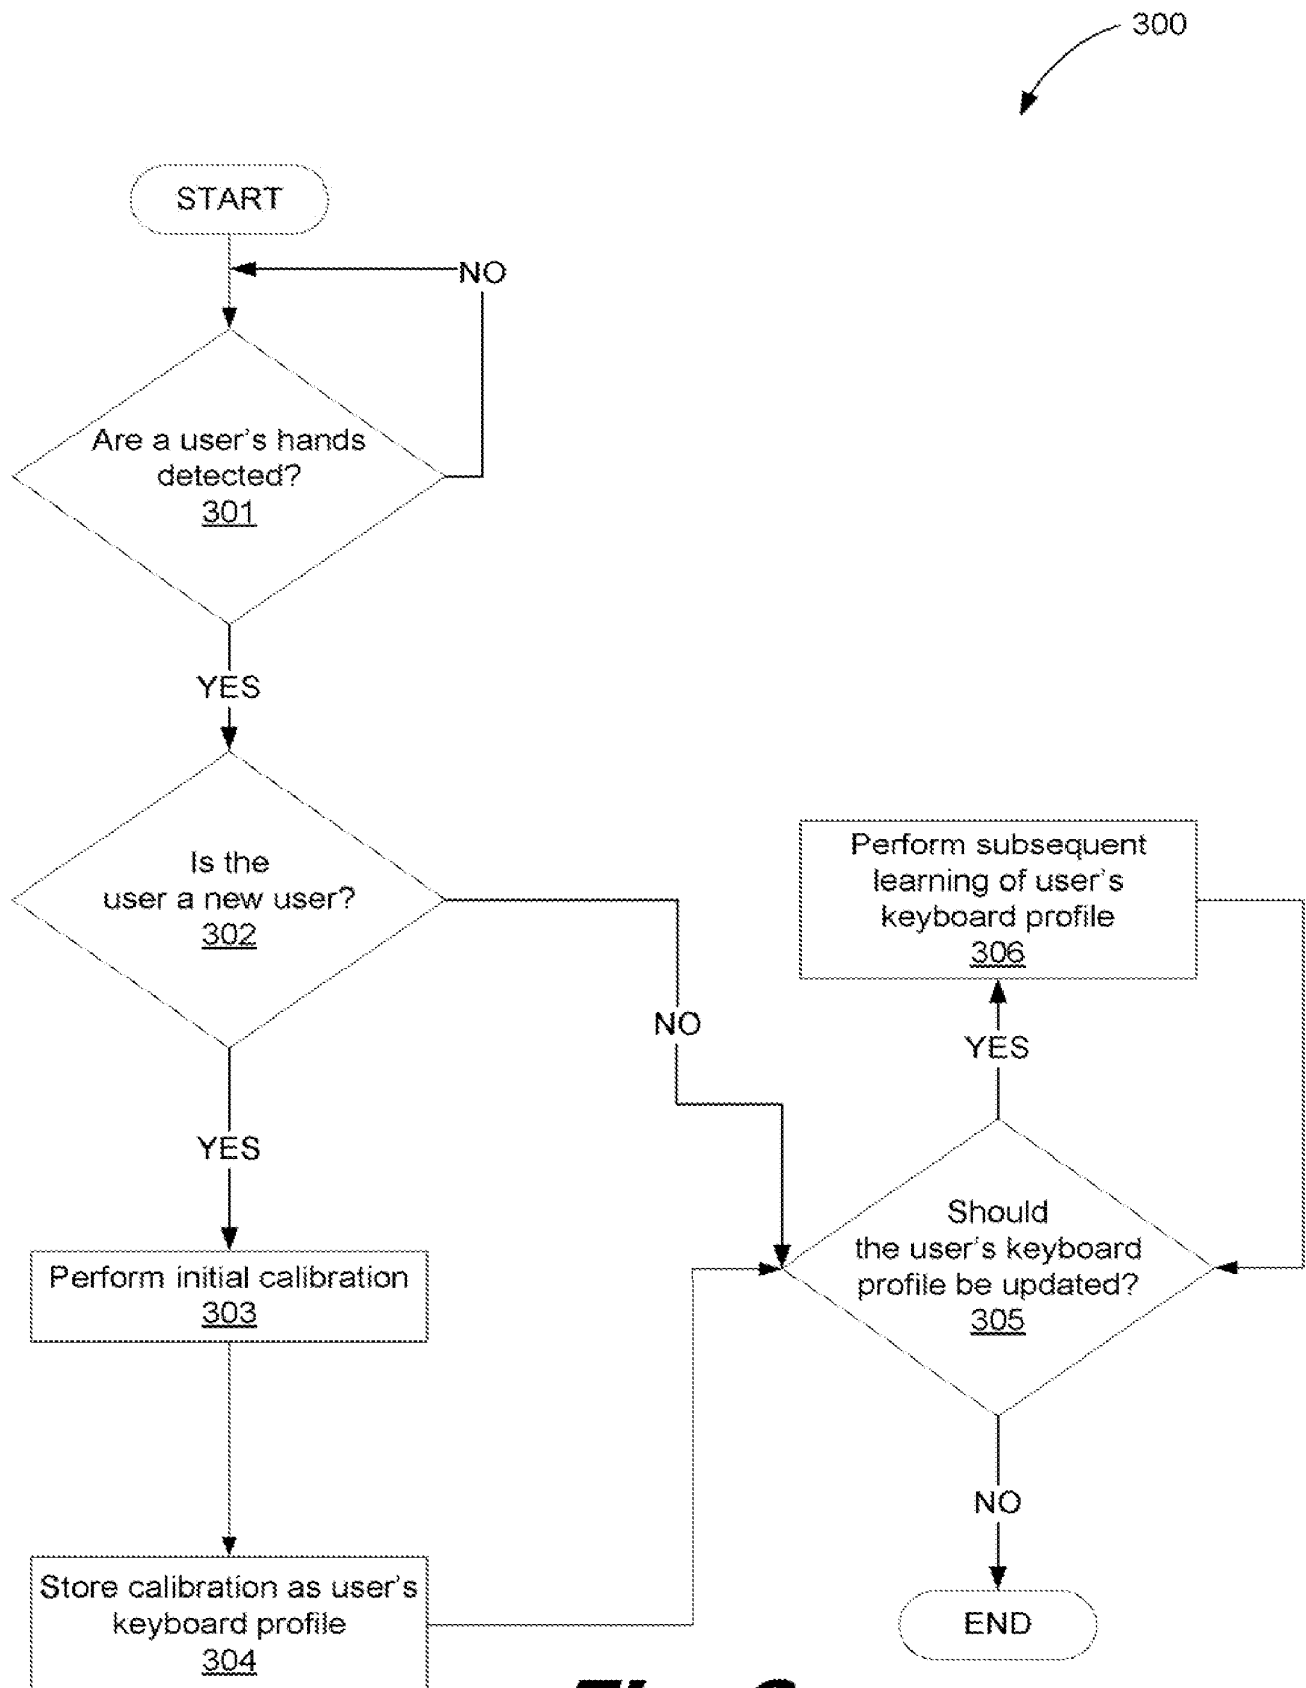 300
START
NO
Are a user's hands
detected?
301
YES
Is the
user a new user?
302
NO
YES
Perform initial calibration
303
Store calibration as user's
keyboard profile
304
Perform subsequent
learning of user's
keyboard profile
306
YES
Should
the user's keyboard
profile be updated?
305
NO
END